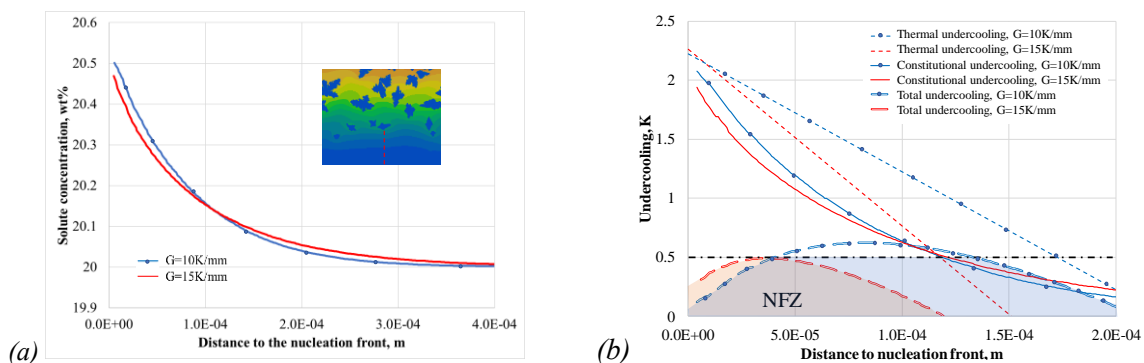 20.6
20.5
20.4
20.3
20.2
20.1
20
19.9
Solute concentration, wt%
G=10K/mm
G=15K/mm
0.0E+00
1.0E-04
2.0E-04
3.0E-04
4.0E-04
Distance to the nucleation front, m
(a)
2.5
2
1.5
1
0.5
0
Undercooling, K
Thermal undercooling, G=10K/mm
Thermal undercooling, G=15K/mm
Constitutional undercooling, G=10K/mm
Constitutional undercooling, G=15K/mm
Total undercooling, G=10K/mm
Total undercooling, G=15K/mm
NFZ
0.0E+00
5.0E-05
1.0E-04
1.5E-04
2.0E-04
Distance to nucleation front, m
(b)